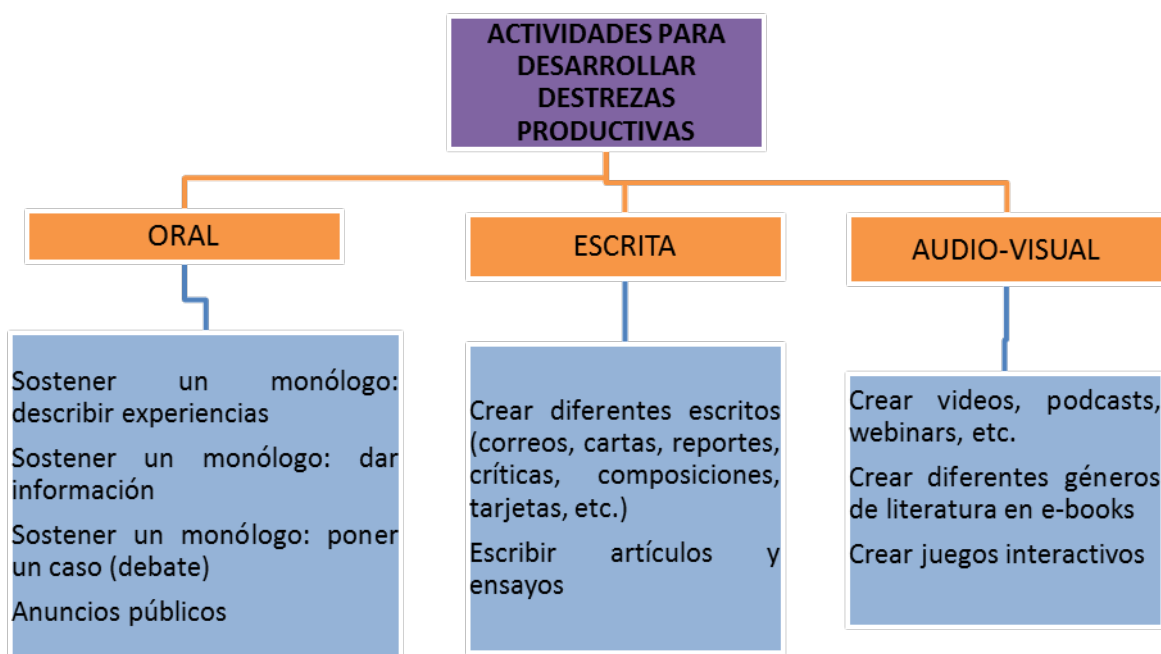 ACTIVIDADES PARA
DESARROLLAR
DESTREZAS
PRODUCTIVAS
ORAL
Sostener un monólogo:
describir experiencias
Sostener un monólogo: dar
información
Sostener un monólogo: poner
un caso (debate)
Anuncios públicos
ESCRITA
Crear diferentes escritos
(correos, cartas, reportes,
críticas, composiciones,
tarjetas, etc.)
Escribir artículos y
ensayos
AUDIO-VISUAL
Crear videos, podcasts,
webinars, etc.
Crear diferentes géneros
de literatura en e-books
Crear juegos interactivos